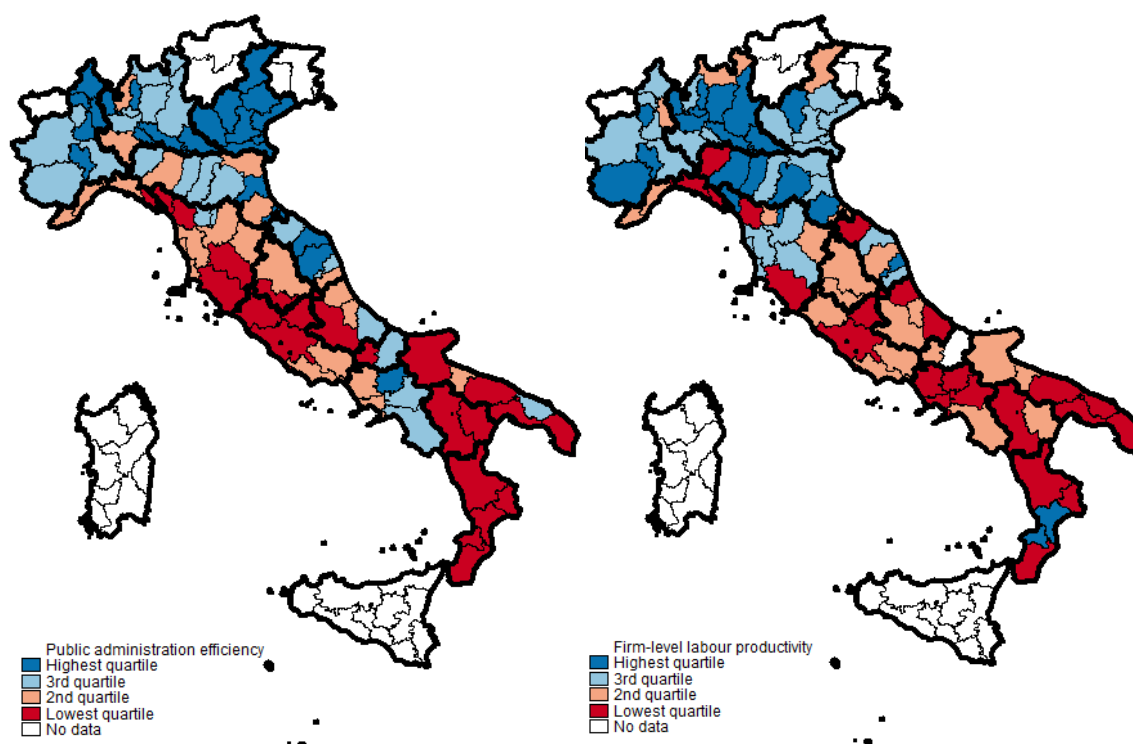 Public administration efficiency
Highest quartile
3rd quartile
2nd quartile
Lowest quartile
No data
Firm-level labour productivity
Highest quartile
3rd quartile
2nd quartile
Lowest quartile
No data